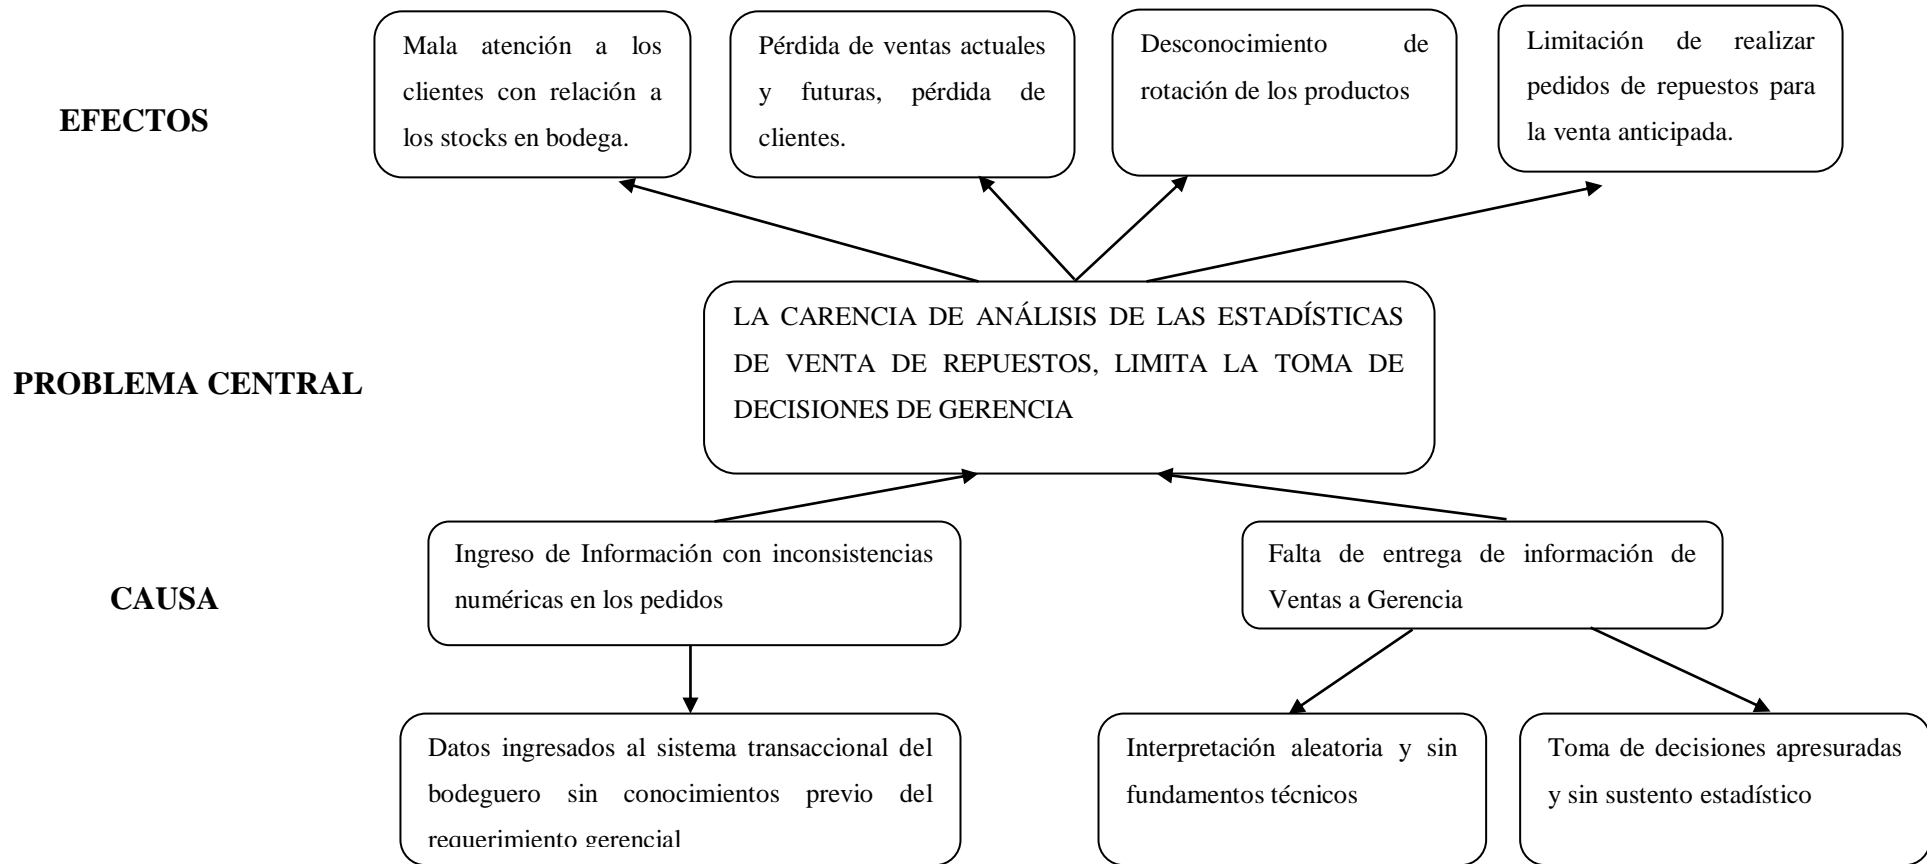 EFECTOS
Mala atención a los
clientes con relación a
los stocks en bodega.
Pérdida de ventas actuales
y futuras, pérdida de
clientes.
Desconocimiento de
rotación de los productos
Limitación de realizar
pedidos de repuestos para
la venta anticipada.
PROBLEMA CENTRAL
LA CARENCIA DE ANÁLISIS DE LAS ESTADÍSTICAS
DE VENTA DE REPUESTOS, LIMITA LA TOMA DE
DECISIONES DE GERENCIA
CAUSA
Ingreso de Información con inconsistencias
numéricas en los pedidos
Falta de entrega de información de
Ventas a Gerencia
Datos ingresados al sistema transaccional del
bodeguero sin conocimientos previo del
requerimiento gerencial
Interpretación aleatoria y sin
fundamentos técnicos
Toma de decisiones apresuradas
y sin sustento estadístico